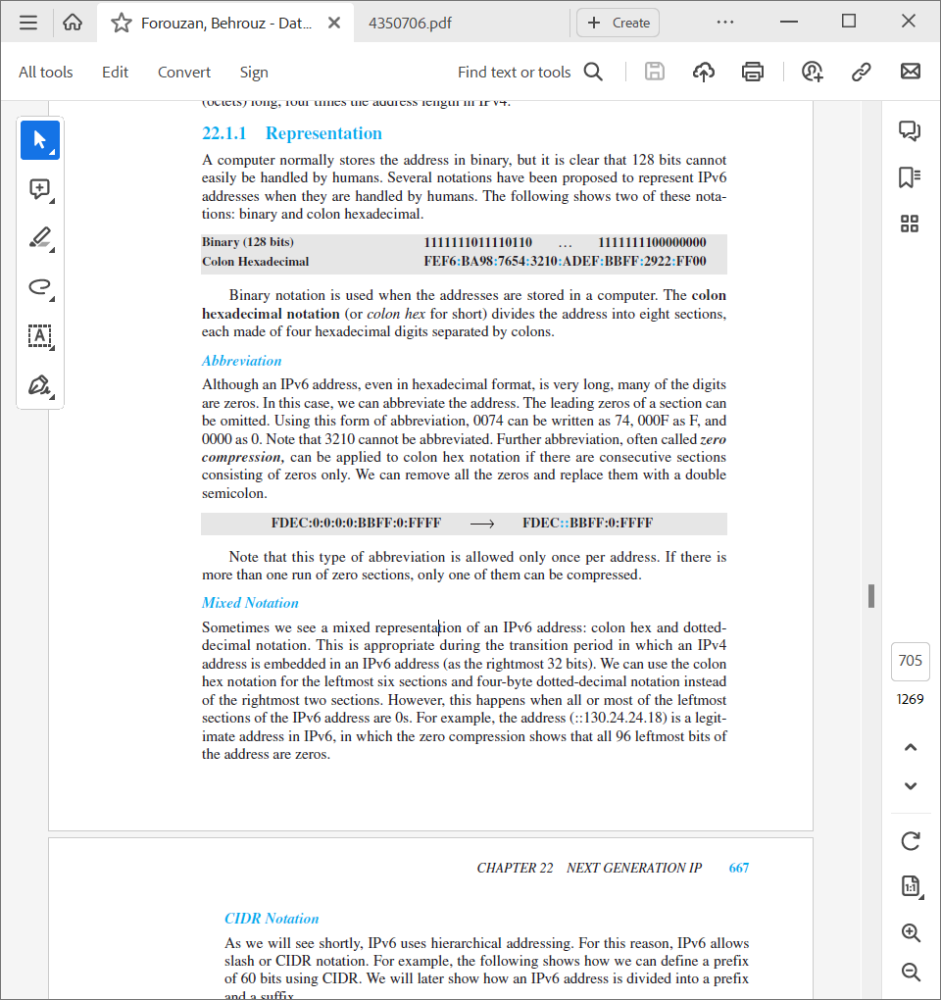 Forouzan, Behrouz - Dat...
4350706.pdf
Create
All tools
Edit
Convert
Sign
Find text or tools
(octets) long, four times the address length in IPv4.
22.1.1 Representation
A computer normally stores the address in binary, but it is clear that 128 bits cannot
easily be handled by humans. Several notations have been proposed to represent IPv6
addresses when they are handled by humans. The following shows two of these nota-
tions: binary and colon hexadecimal.
Binary (128 bits) 1111111011110110 … 1111111100000000
Colon Hexadecimal FEF6:BA98:7654:3210:ADEF:BBFF:2922:FF00
Binary notation is used when the addresses are stored in a computer. The colon
hexadecimal notation (or colon hex for short) divides the address into eight sections,
each made of four hexadecimal digits separated by colons.
Abbreviation
Although an IPv6 address, even in hexadecimal format, is very long, many of the digits
are zeros. In this case, we can abbreviate the address. The leading zeros of a section can
be omitted. Using this form of abbreviation, 0074 can be written as 74, 000F as F, and
0000 as 0. Note that 3210 cannot be abbreviated. Further abbreviation, often called zero
compression, can be applied to colon hex notation if there are consecutive sections
consisting of zeros only. We can remove all the zeros and replace them with a double
semicolon.
FDEC:0:0:0:0:BBFF:0:FFFF → FDEC::BBFF:0:FFFF
Note that this type of abbreviation is allowed only once per address. If there is
more than one run of zero sections, only one of them can be compressed.
Mixed Notation
Sometimes we see a mixed representation of an IPv6 address: colon hex and dotted-
decimal notation. This is appropriate during the transition period in which an IPv4
address is embedded in an IPv6 address (as the rightmost 32 bits). We can use the colon
hex notation for the leftmost six sections and four-byte dotted-decimal notation instead
of the rightmost two sections. However, this happens when all or most of the leftmost
sections of the IPv6 address are 0s. For example, the address (::130.24.24.18) is a legit-
imate address in IPv6, in which the zero compression shows that all 96 leftmost bits of
the address are zeros.
705
1269
1:1
CHAPTER 22 NEXT GENERATION IP 667
CIDR Notation
As we will see shortly, IPv6 uses hierarchical addressing. For this reason, IPv6 allows
slash or CIDR notation. For example, the following shows how we can define a prefix
of 60 bits using CIDR. We will later show how an IPv6 address is divided into a prefix
and a suffix.